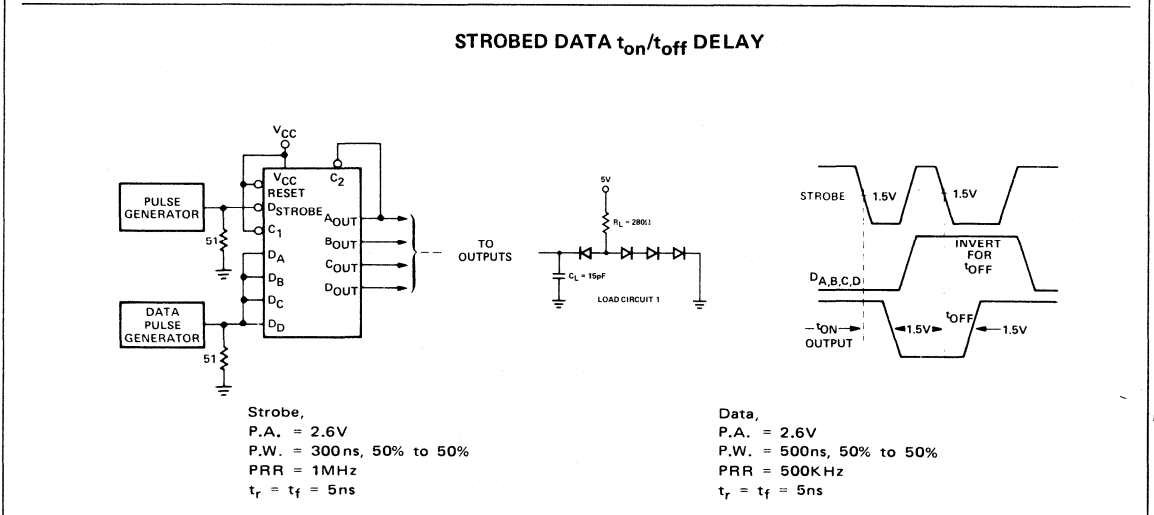 STROBED DATA ton/toff DELAY
VCC
VCC
C2
RESET
PULSE
GENERATOR
DSTROBE
AOUT
51
C1
BOUT
DA
COUT
DB
DOUT
DC
DATA
PULSE
GENERATOR
DD
51
TO
OUTPUTS
5V
RL = 280Ω
CL = 15pF
LOAD CIRCUIT 1
STROBE
1.5V
1.5V
INVERT
FOR
tOFF
DA,B,C,D
tON
OUTPUT
1.5V
tOFF
1.5V
Strobe,
P.A. = 2.6V
P.W. = 300ns, 50% to 50%
PRR = 1MHz
tr = tf = 5ns
Data,
P.A. = 2.6V
P.W. = 500ns, 50% to 50%
PRR = 500KHz
tr = tf = 5ns